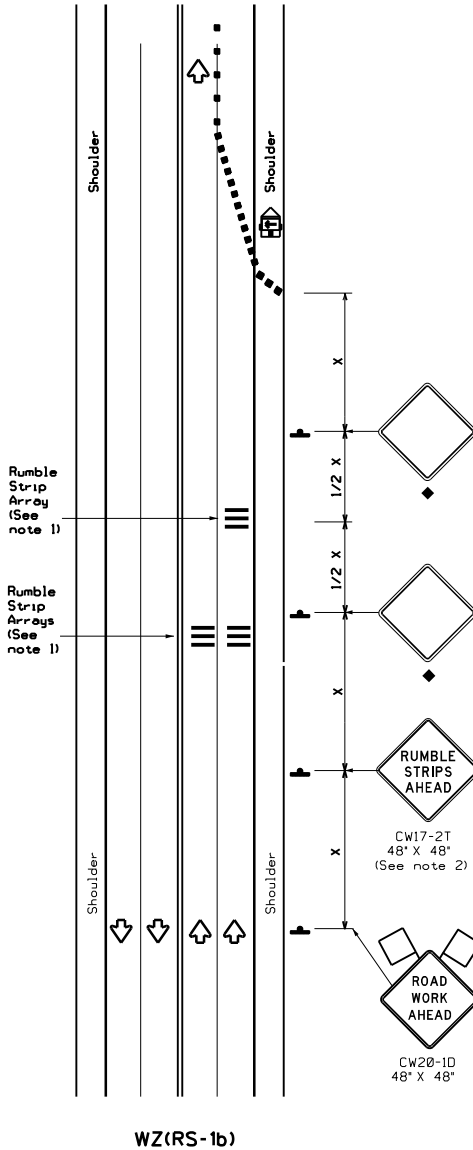 Shoulder
Shoulder
X
1/2 X
Rumble
Strip
Array
(See
note 1)
1/2 X
Rumble
Strip
Arrays
(See
note 1)
X
RUMBLE
STRIPS
AHEAD
CW17-2T
48" X 48"
(See note 2)
X
Shoulder
Shoulder
ROAD
WORK
AHEAD
CW20-1D
48" X 48"
WZ(RS-1b)